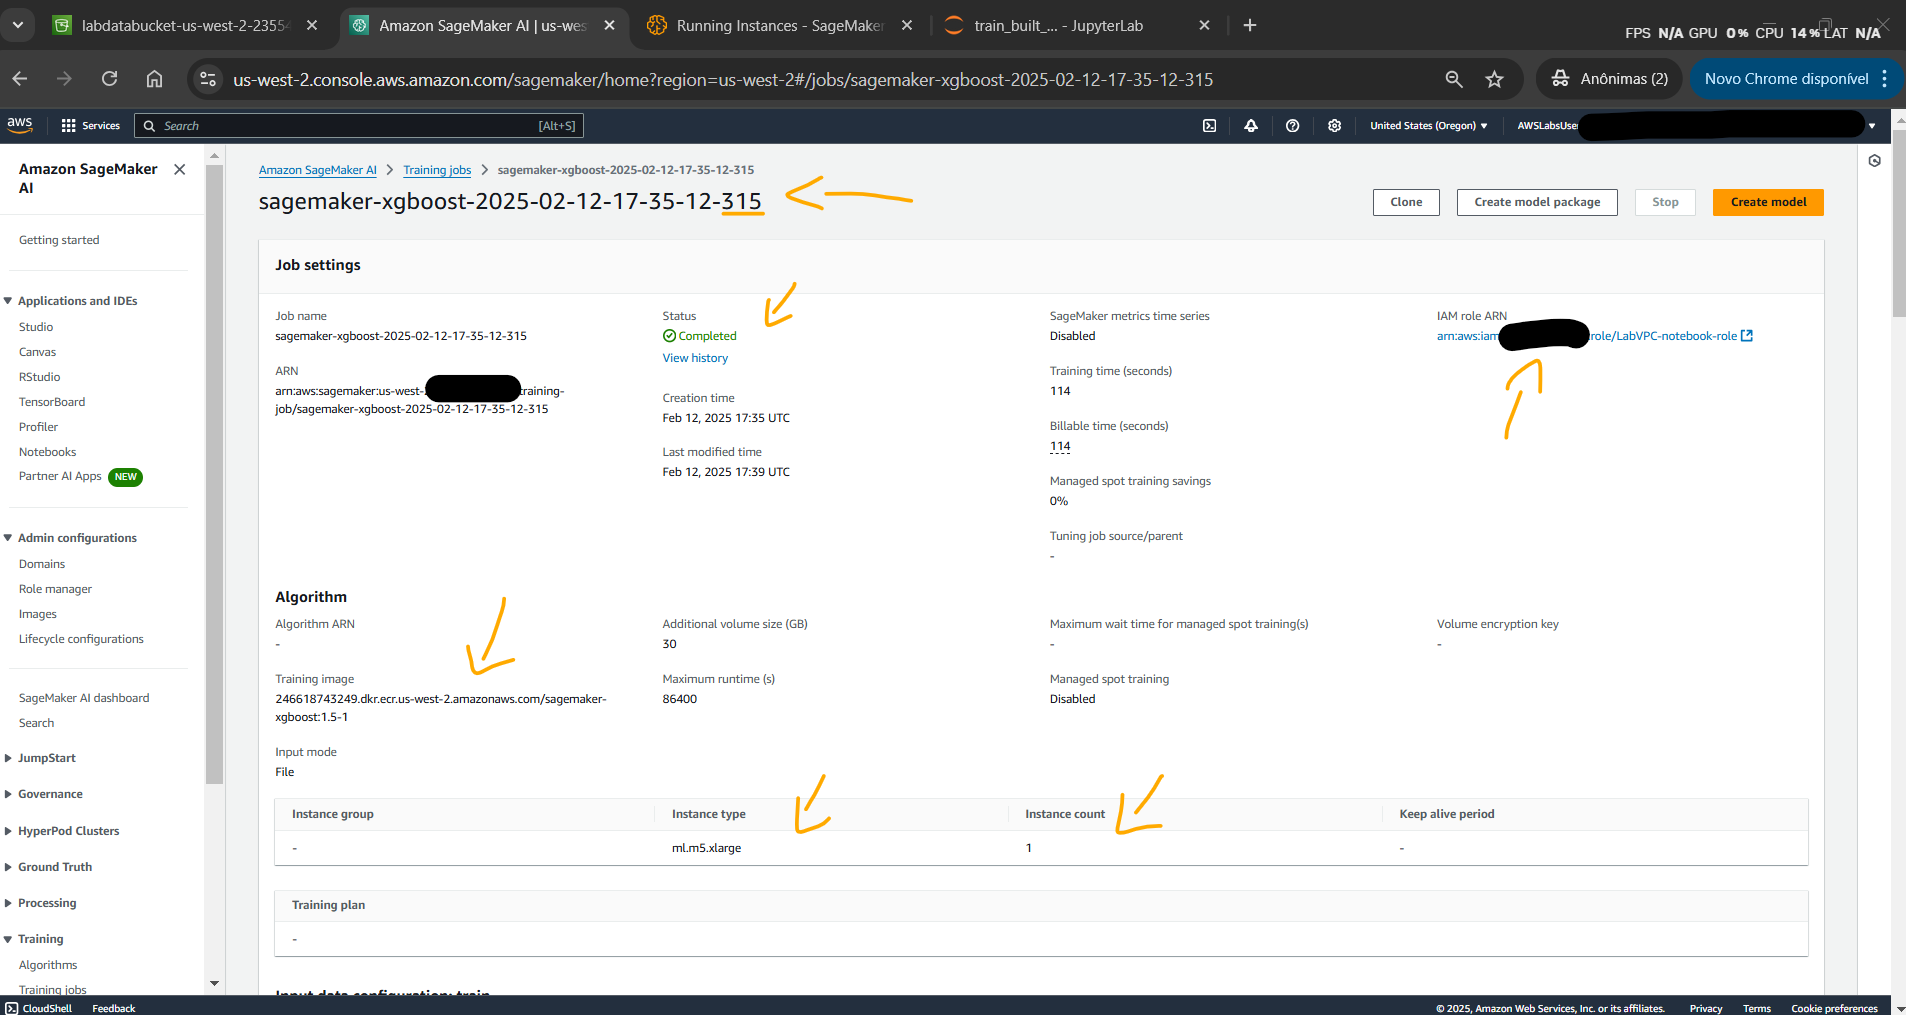 labdatabucket-us-west-2-23554
Amazon SageMaker AI | us-wes
Running Instances - SageMaker
train_built_... - JupyterLab
FPS N/A GPU 0% CPU 14% LAT N/A
us-west-2.console.aws.amazon.com/sagemaker/home?region=us-west-2#/jobs/sagemaker-xgboost-2025-02-12-17-35-12-315
Anônimas (2)
Novo Chrome disponível
aws
Services
Search
[Alt+S]
United States (Oregon)
AWSLabsUser
Amazon SageMaker
AI
Getting started
Applications and IDEs
Studio
Canvas
RStudio
TensorBoard
Profiler
Notebooks
Partner AI Apps NEW
Admin configurations
Domains
Role manager
Images
Lifecycle configurations
SageMaker AI dashboard
Search
JumpStart
Governance
HyperPod Clusters
Ground Truth
Processing
Training
Algorithms
Training jobs
Amazon SageMaker AI > Training jobs > sagemaker-xgboost-2025-02-12-17-35-12-315
sagemaker-xgboost-2025-02-12-17-35-12-315
Clone
Create model package
Stop
Create model
Job settings
Job name
sagemaker-xgboost-2025-02-12-17-35-12-315
ARN
arn:aws:sagemaker:us-west- training-
job/sagemaker-xgboost-2025-02-12-17-35-12-315
Status
Completed
View history
Creation time
Feb 12, 2025 17:35 UTC
Last modified time
Feb 12, 2025 17:39 UTC
SageMaker metrics time series
Disabled
Training time (seconds)
114
Billable time (seconds)
114
Managed spot training savings
0%
Tuning job source/parent
-
IAM role ARN
arn:aws:iam role/LabVPC-notebook-role
Algorithm
Algorithm ARN
-
Training image
246618743249.dkr.ecr.us-west-2.amazonaws.com/sagemaker-
xgboost:1.5-1
Input mode
File
Additional volume size (GB)
30
Maximum runtime (s)
86400
Maximum wait time for managed spot training(s)
-
Managed spot training
Disabled
Volume encryption key
-
Instance group Instance type Instance count Keep alive period
- ml.m5.xlarge 1 -
Training plan
-
Input data configuration: train
CloudShell
Feedback
© 2025, Amazon Web Services, Inc. or its affiliates.
Privacy
Terms
Cookie preferences